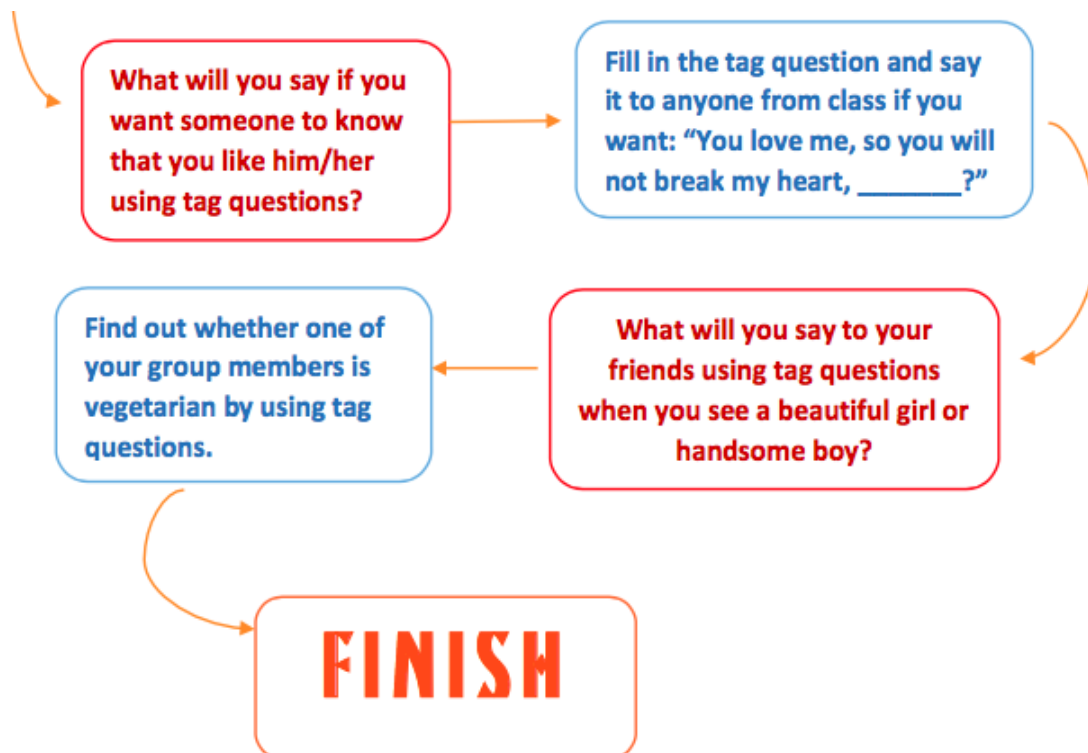 What will you say if you
want someone to know
that you like him/her
using tag questions?
Fill in the tag question and say
it to anyone from class if you
want: “You love me, so you will
not break my heart, _______?”
What will you say to your
friends using tag questions
when you see a beautiful girl or
handsome boy?
Find out whether one of
your group members is
vegetarian by using tag
questions.
FINISH